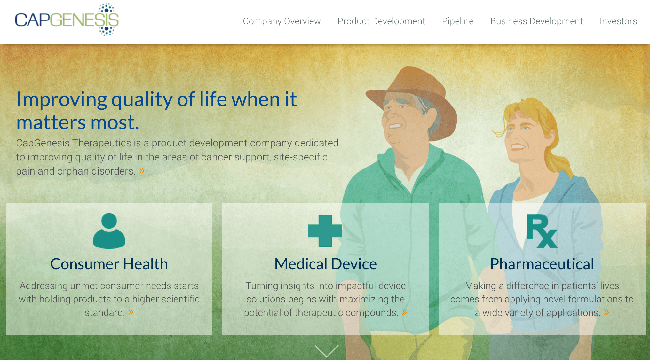 CAPGENESIS
Company Overview Product Development Pipeline Business Development Investors
Improving quality of life when it
matters most.
CapGenesis Therapeutics is a product development company dedicated
to improving quality of life in the areas of cancer support, site-specific
pain and orphan disorders. »
Consumer Health
Addressing unmet consumer needs starts
with holding products to a higher scientific
standard. »
Medical Device
Turning insights into impactful device
solutions begins with maximizing the
potential of therapeutic compounds. »
Rx
Pharmaceutical
Making a difference in patients' lives
comes from applying novel formulations to
a wide variety of applications. »